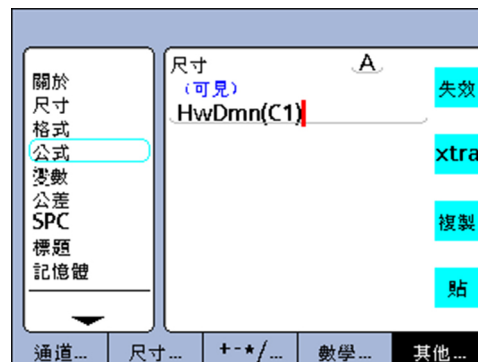 關於
尺寸
格式
公式
變數
公差
SPC
標題
記憶體
尺寸
A
(可見)
HwDmn(C1)
失效
xtra
複製
貼
通道...
尺寸...
+-*/...
數學...
其他...